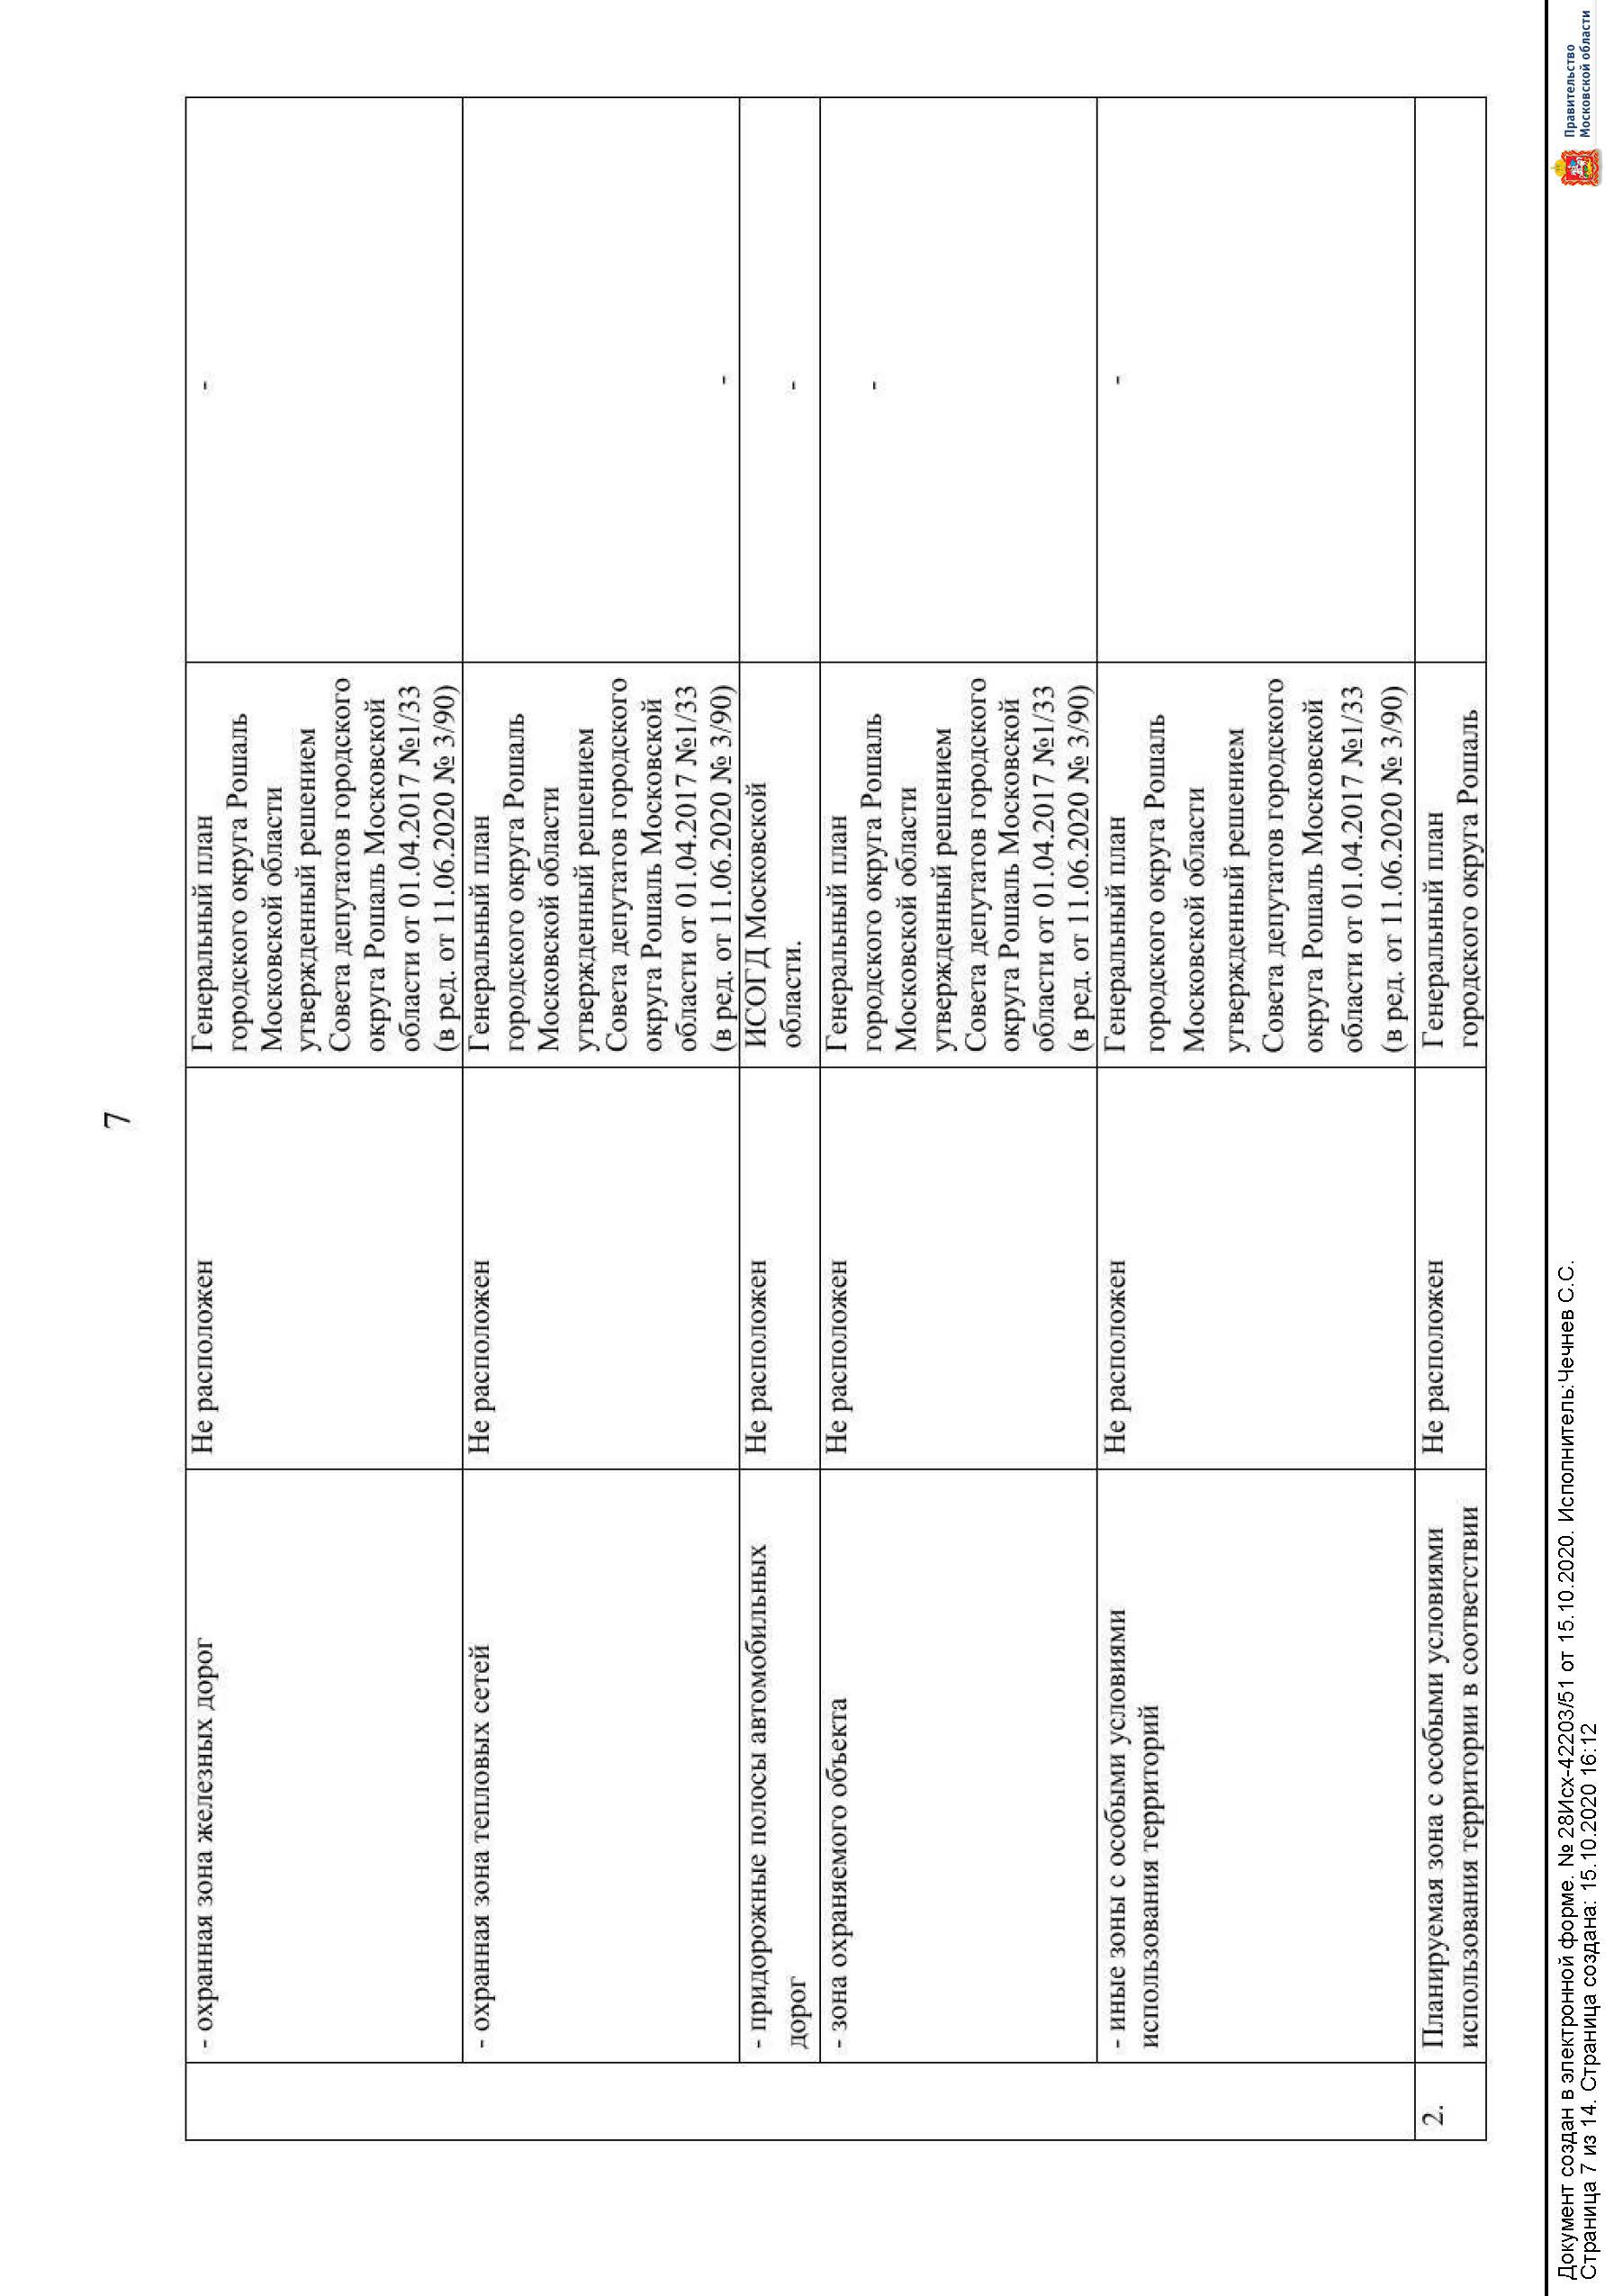 7
- охранная зона железных дорог
Не расположен
Генеральный план
городского округа Рошаль
Московской области
утвержденный решением
Совета депутатов городского
округа Рошаль Московской
области от 01.04.2017 №1/33
(в ред. от 11.06.2020 № 3/90)
-
- охранная зона тепловых сетей
Не расположен
Генеральный план
городского округа Рошаль
Московской области
утвержденный решением
Совета депутатов городского
округа Рошаль Московской
области от 01.04.2017 №1/33
(в ред. от 11.06.2020 № 3/90)
-
- придорожные полосы автомобильных
дорог
Не расположен
ИСОГД Московской
области.
-
- зона охраняемого объекта
Не расположен
Генеральный план
городского округа Рошаль
Московской области
утвержденный решением
Совета депутатов городского
округа Рошаль Московской
области от 01.04.2017 №1/33
(в ред. от 11.06.2020 № 3/90)
-
- иные зоны с особыми условиями
использования территорий
Не расположен
Генеральный план
городского округа Рошаль
Московской области
утвержденный решением
Совета депутатов городского
округа Рошаль Московской
области от 01.04.2017 №1/33
(в ред. от 11.06.2020 № 3/90)
-
2.
Планируемая зона с особыми условиями
использования территории в соответствии
Не расположен
Генеральный план
городского округа Рошаль
Документ создан в электронной форме. № 28Исх-42203/51 от 15.10.2020. Исполнитель:Чечнев С.С.
Страница 7 из 14. Страница создана: 15.10.2020 16:12
Правительство
Московской области